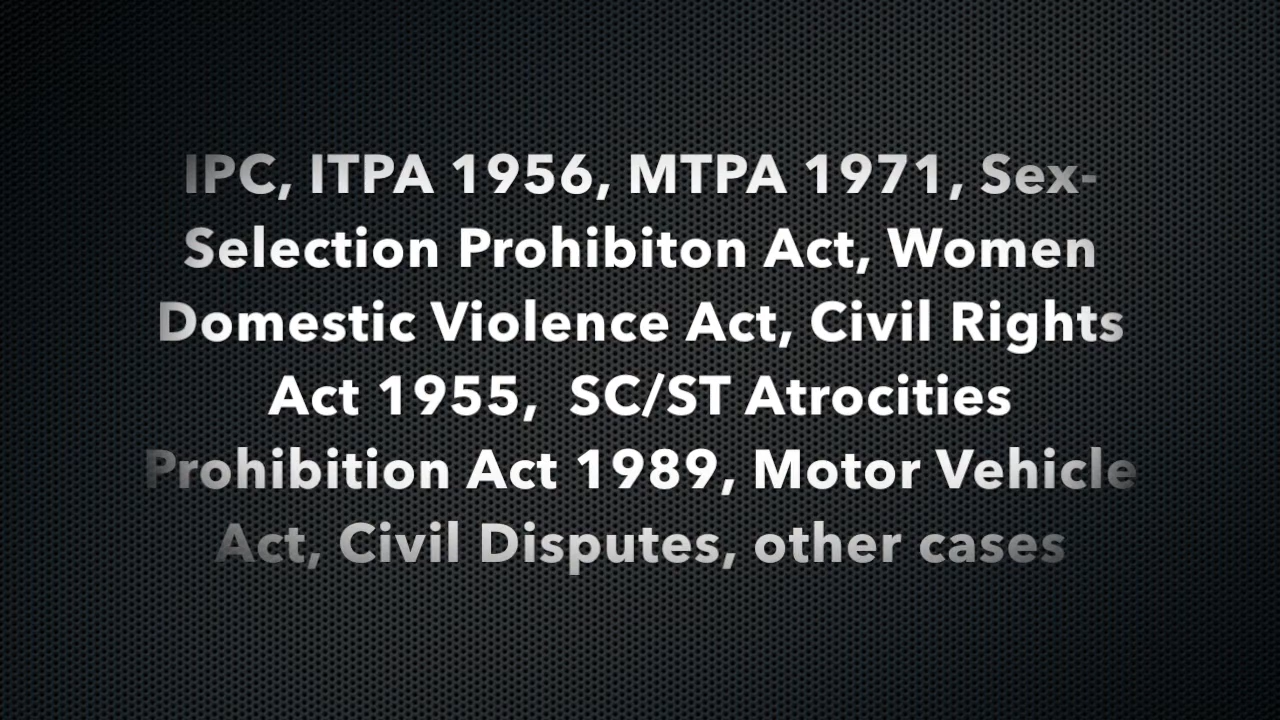 IPC, ITPA 1956, MTPA 1971, Sex-
Selection Prohibiton Act, Women
Domestic Violence Act, Civil Rights
Act 1955,  SC/ST Atrocities
Prohibition Act 1989, Motor Vehicle
Act, Civil Disputes, other cases